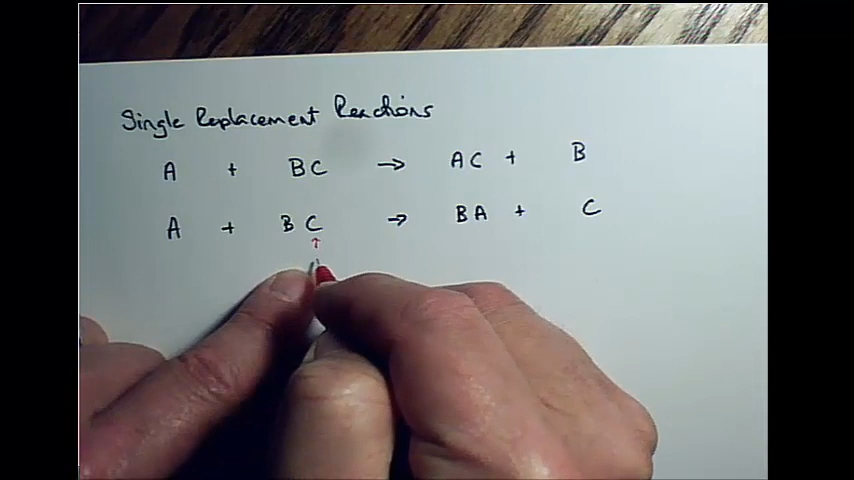 Single Replacement Reactions
A + BC → AC + B
A + BC → BA + C
↑